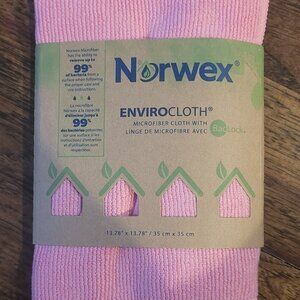 Norwex Microfiber
has the ability to
remove up to
99%
of bacteria from a
surface when following
the proper care and
use instructions.
La microfibre
Norwex a la capacité
d'éliminer jusqu'à
99%
des bactéries présentes
sur une surface si les
instructions d'entretien
et d'utilisation sont
respectées.
Norwex®
ENVIROCLOTH®
MICROFIBER CLOTH WITH
LINGE DE MICROFIBRE AVEC
BacLock
13.78" x 13.78" / 35 cm x 35 cm